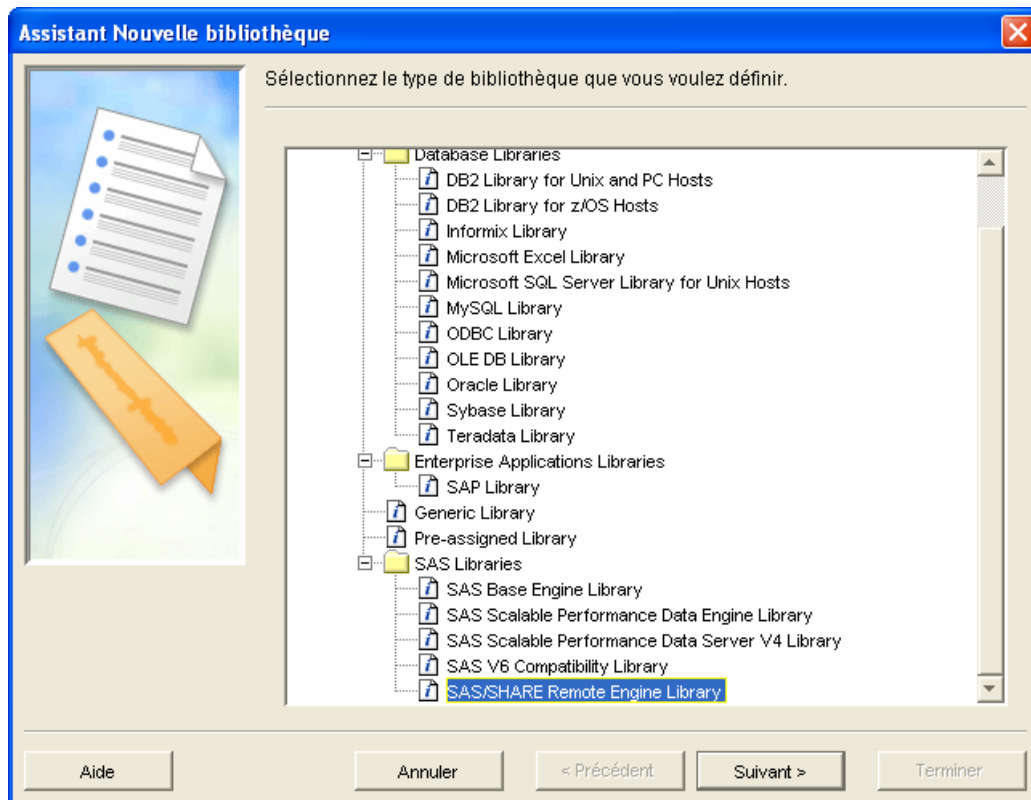 Assistant Nouvelle bibliothèque
Sélectionnez le type de bibliothèque que vous voulez définir.
Database Libraries
DB2 Library for Unix and PC Hosts
DB2 Library for z/OS Hosts
Informix Library
Microsoft Excel Library
Microsoft SQL Server Library for Unix Hosts
MySQL Library
ODBC Library
OLE DB Library
Oracle Library
Sybase Library
Teradata Library
Enterprise Applications Libraries
SAP Library
Generic Library
Pre-assigned Library
SAS Libraries
SAS Base Engine Library
SAS Scalable Performance Data Engine Library
SAS Scalable Performance Data Server V4 Library
SAS V6 Compatibility Library
SAS/SHARE Remote Engine Library
Aide
Annuler
< Précédent
Suivant >
Terminer